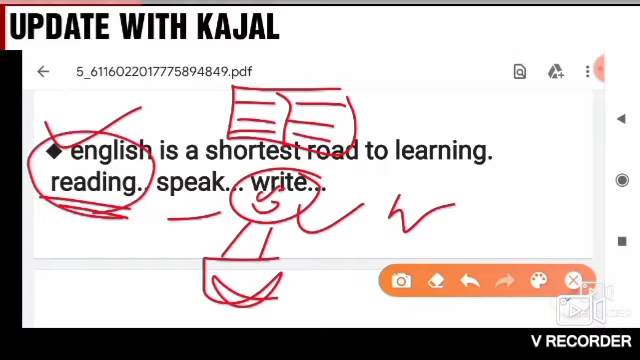 UPDATE WITH KAJAL
5_6116022017775894849.pdf
◆ english is a shortest road to learning.
reading.. speak... write...
V RECORDER